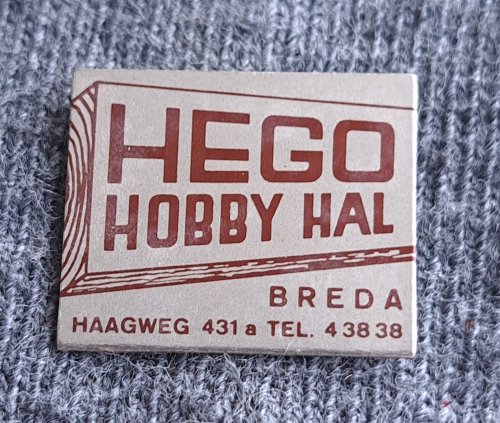 HEGO
HOBBY HAL
BREDA
HAAGWEG 431a TEL. 43838